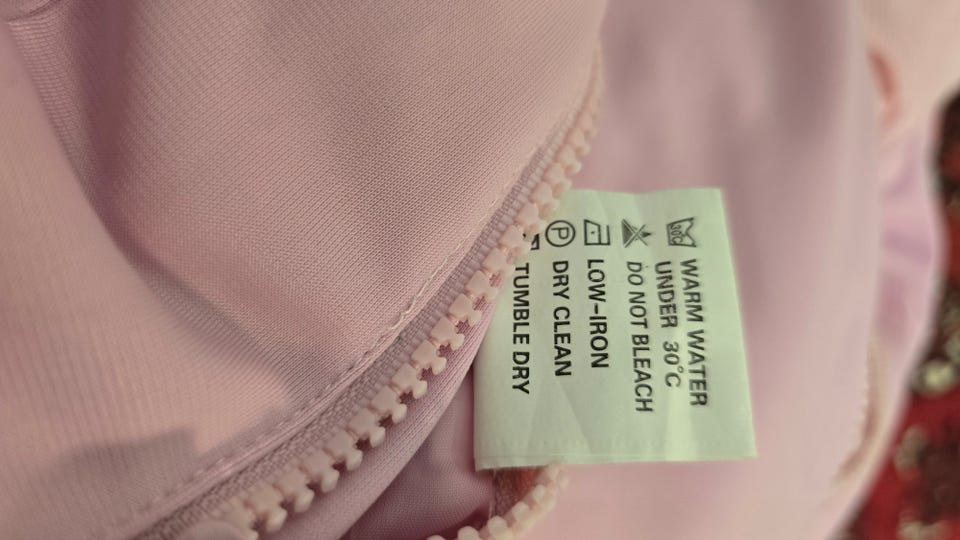 WARM WATER
UNDER 30°C
DO NOT BLEACH
LOW-IRON
P DRY CLEAN
TUMBLE DRY